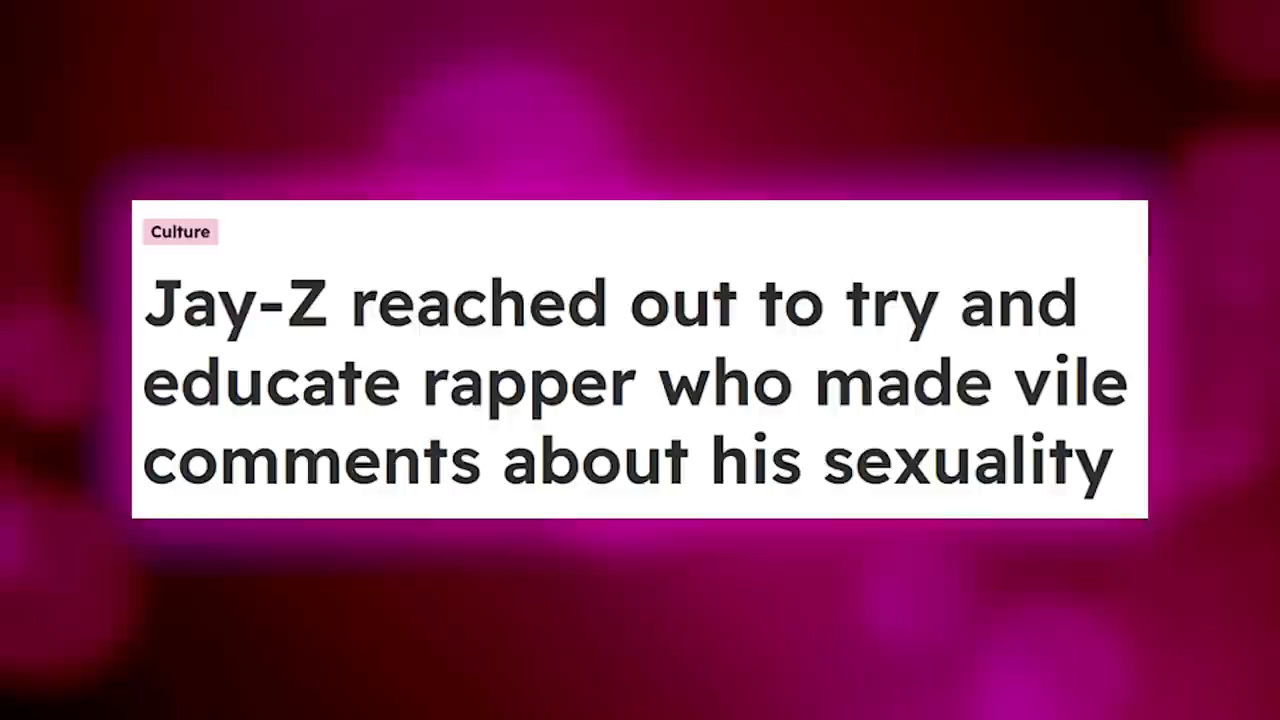 Culture
Jay-Z reached out to try and
educate rapper who made vile
comments about his sexuality